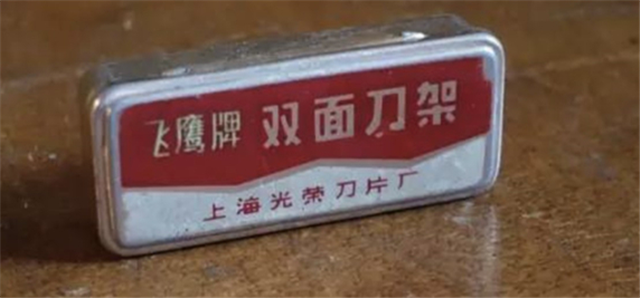 飞鹰牌 双面刀架
上海光荣刀片厂